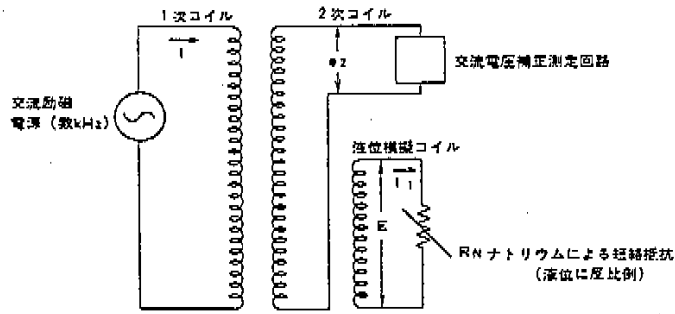 1次コイル
2次コイル
I
e2
交流電圧補正測定回路
交流励磁
電源(数kHz)
液位模擬コイル
I1
E
RNナトリウムによる短絡抵抗
(液位に反比例)